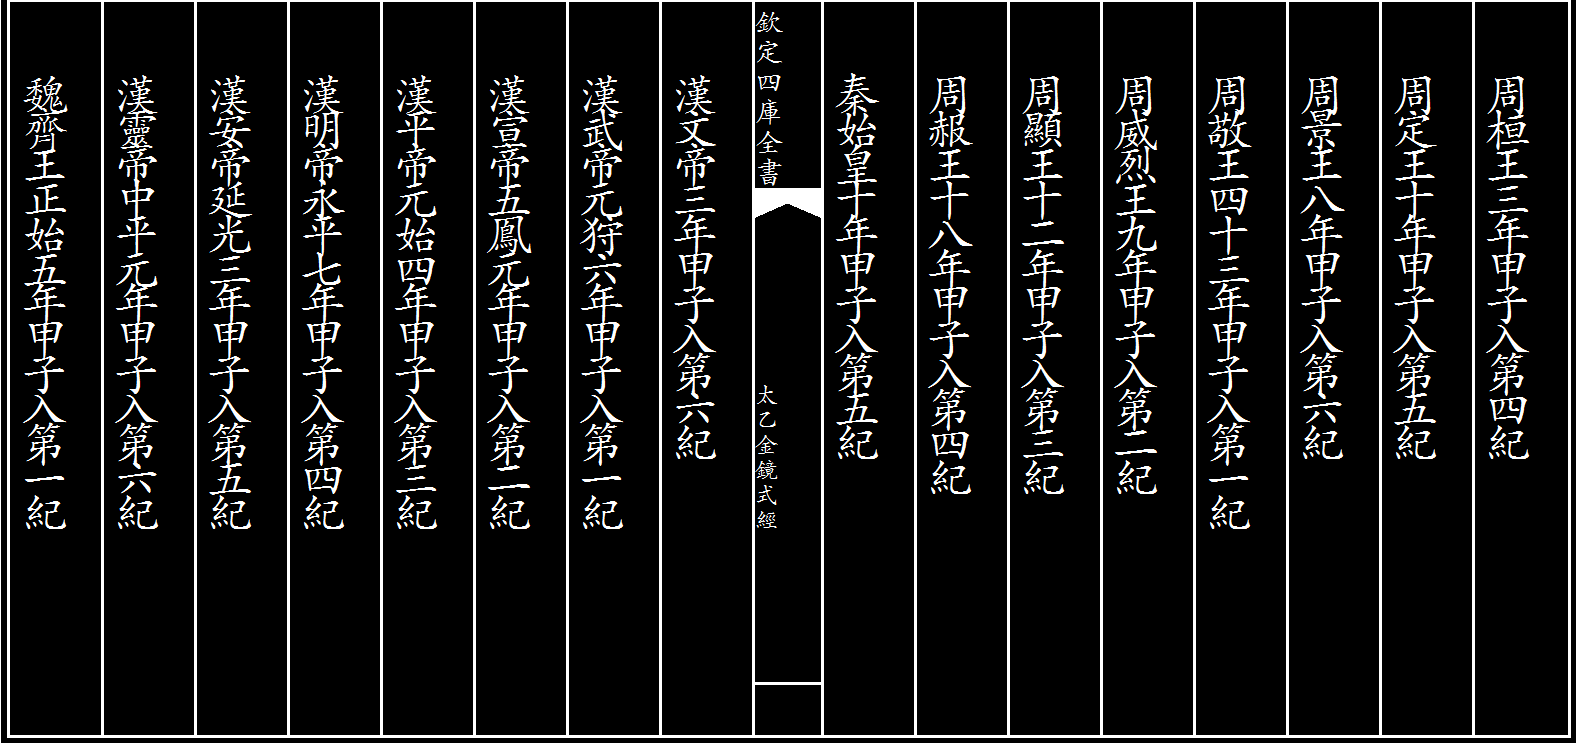 周桓王三年甲子入第四紀
周定王十年甲子入第五紀
周景王八年甲子入第六紀
周敬王四十三年甲子入第一紀
周威烈王九年甲子入第二紀
周顯王十二年甲子入第三紀
周赧王十八年甲子入第四紀
秦始皇十年甲子入第五紀
欽定四庫全書
太乙金鏡式經
漢文帝三年甲子入第六紀
漢武帝元狩六年甲子入第一紀
漢宣帝五鳳元年甲子入第二紀
漢平帝元始四年甲子入第三紀
漢明帝永平七年甲子入第四紀
漢安帝延光三年甲子入第五紀
漢靈帝中平元年甲子入第六紀
魏齊王正始五年甲子入第一紀